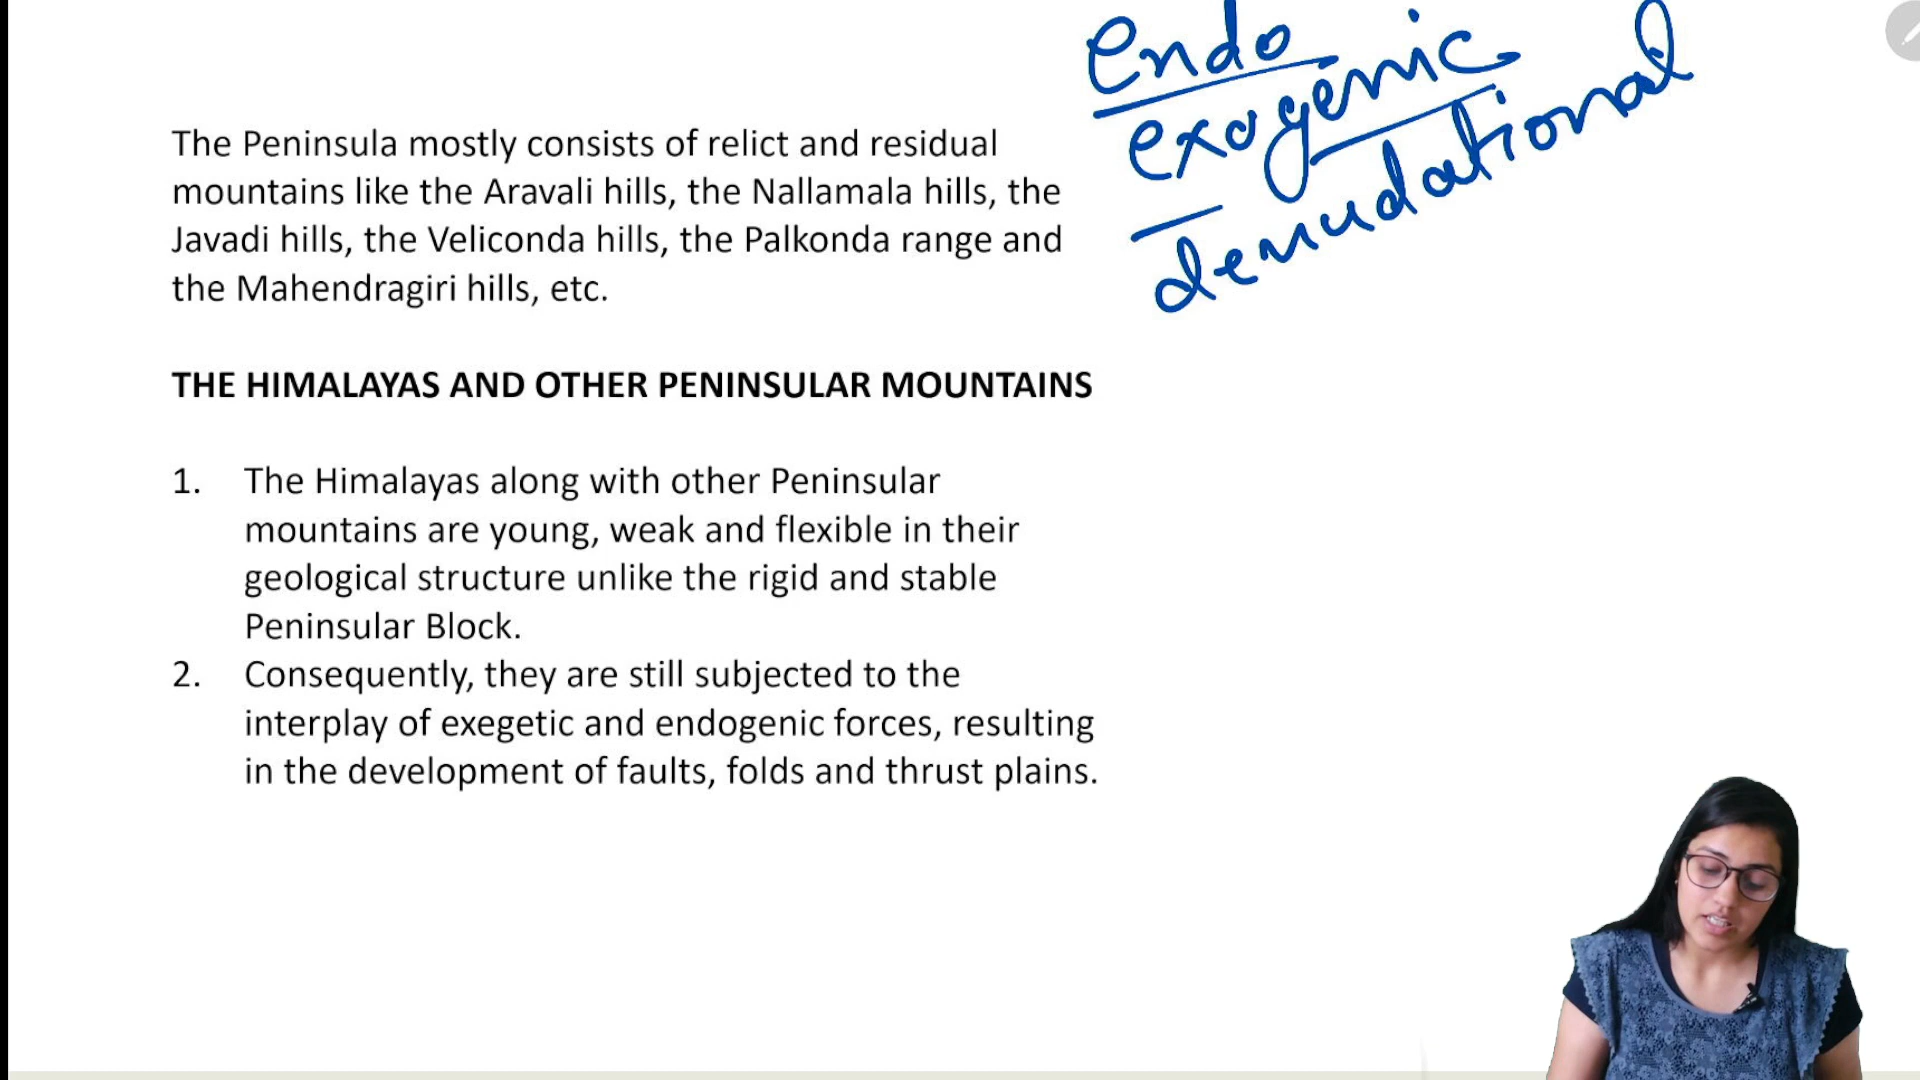 endo
exogenic
denudational
The Peninsula mostly consists of relict and residual
mountains like the Aravali hills, the Nallamala hills, the
Javadi hills, the Veliconda hills, the Palkonda range and
the Mahendragiri hills, etc.
THE HIMALAYAS AND OTHER PENINSULAR MOUNTAINS
1. The Himalayas along with other Peninsular
mountains are young, weak and flexible in their
geological structure unlike the rigid and stable
Peninsular Block.
2. Consequently, they are still subjected to the
interplay of exegetic and endogenic forces, resulting
in the development of faults, folds and thrust plains.